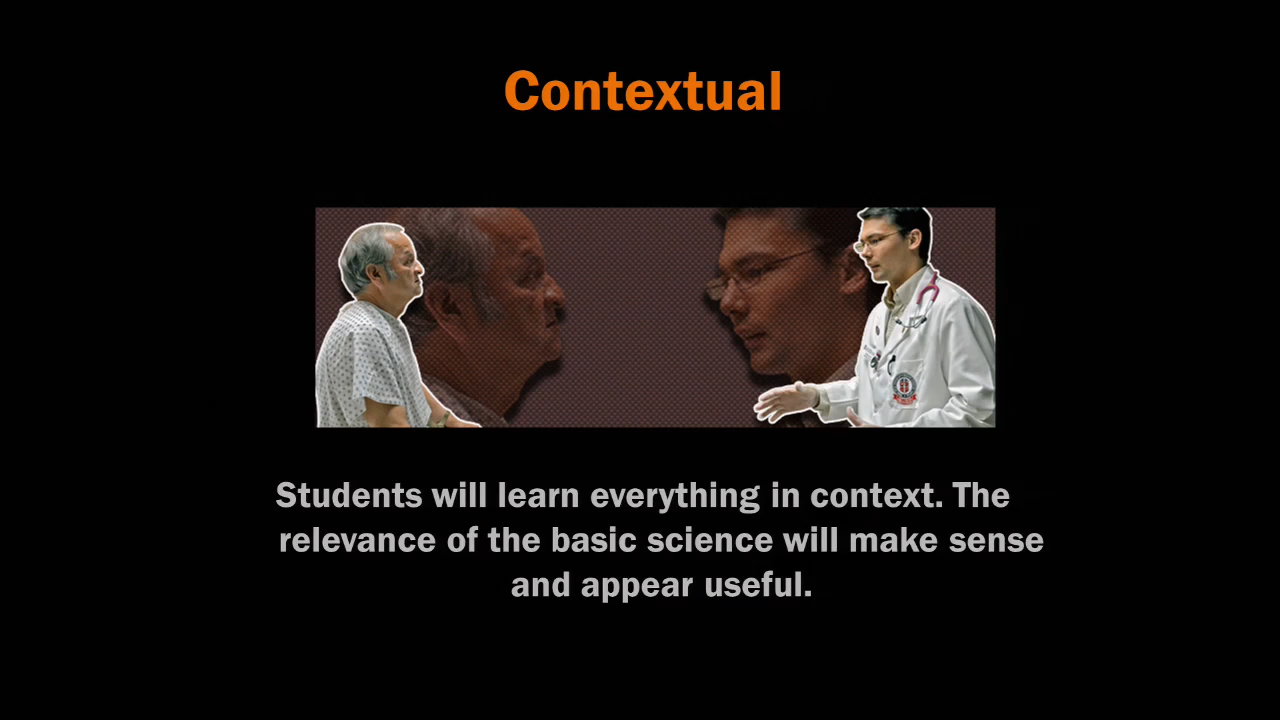 Contextual
Students will learn everything in context. The
relevance of the basic science will make sense
and appear useful.